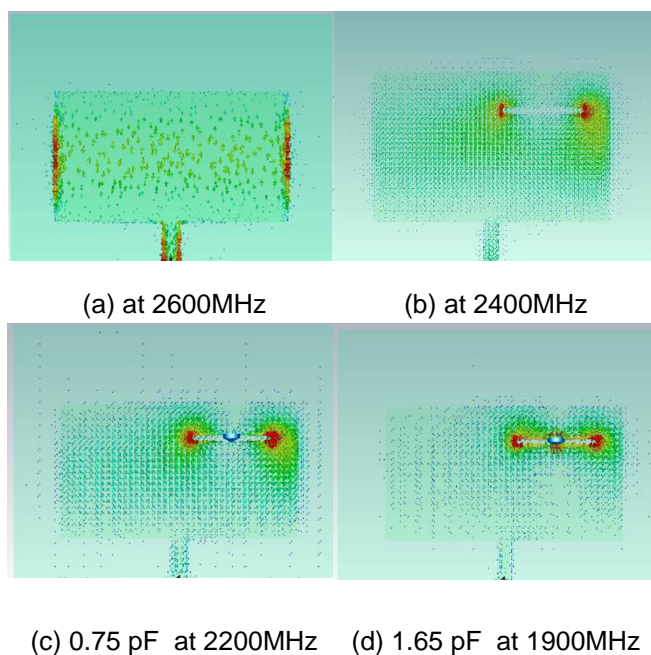 (a) at 2600MHz
(b) at 2400MHz
(c) 0.75 pF at 2200MHz
(d) 1.65 pF at 1900MHz